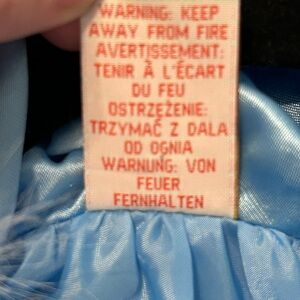 WARNING: KEEP
AWAY FROM FIRE
AVERTISSEMENT:
TENIR À L'ÉCART
DU FEU
OSTRZEŻENIE:
TRZYMAĆ Z DALA
OD OGNIA
WARNUNG: VON
FEUER
FERNHALTEN